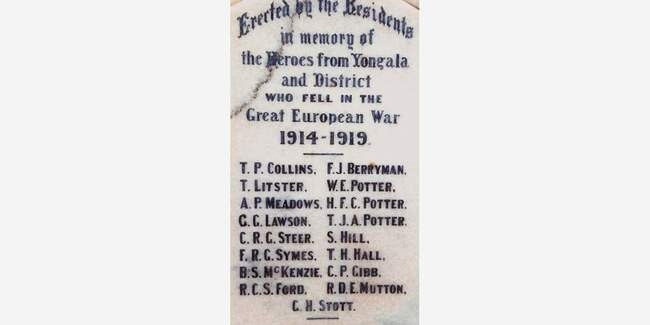 Erected by the Residents
in memory of
the Heroes from Yongala
and District
WHO FELL IN THE
Great European War
1914-1919.
T. P. COLLINS. F. J. BERRYMAN.
T. LITSTER. W. E. POTTER.
A. P. MEADOWS. H. F. C. POTTER.
G. G. LAWSON. T. J. A. POTTER.
C. R. G. STEER. S. HILL.
F. R. G. SYMES. T. H. HALL.
B. S. McKENZIE. C. P. GIBB.
R. C. S. FORD. R. D. E. MUTTON.
G. H. STOTT.